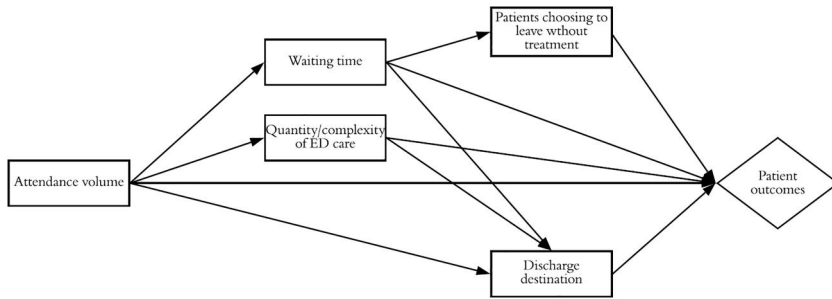 Patients choosing to
leave wthout
treatment
Waiting time
Quantity/complexity
of ED care
Attendance volume
Patient
outcomes
Discharge
destination